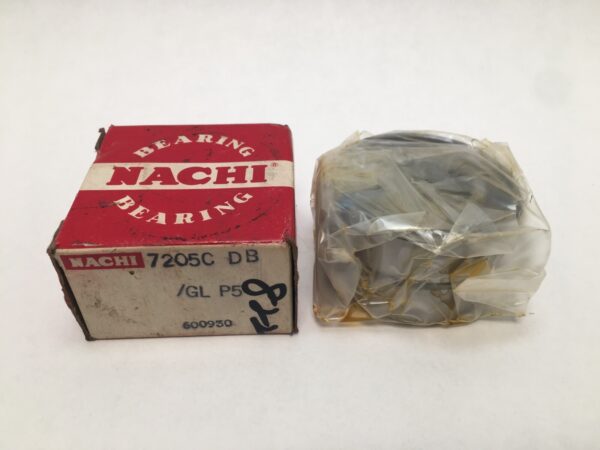 BEARING
NACHI®
BEARING
NACHI 7205C DB
/GL P5
600930